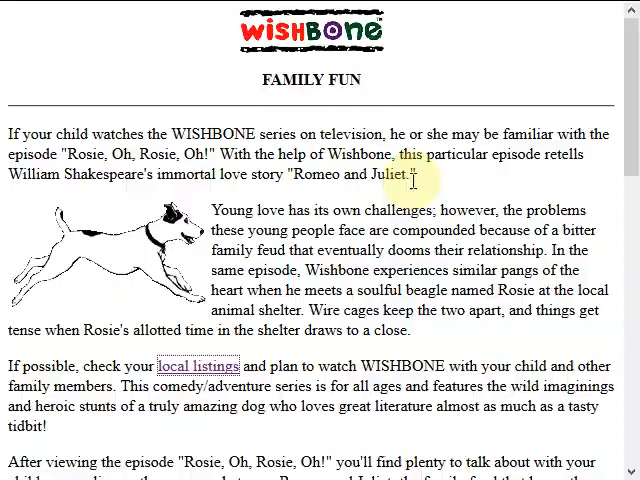 WISHBONE™
FAMILY FUN
If your child watches the WISHBONE series on television, he or she may be familiar with the
episode "Rosie, Oh, Rosie, Oh!" With the help of Wishbone, this particular episode retells
William Shakespeare's immortal love story "Romeo and Juliet."
Young love has its own challenges; however, the problems
these young people face are compounded because of a bitter
family feud that eventually dooms their relationship. In the
same episode, Wishbone experiences similar pangs of the
heart when he meets a soulful beagle named Rosie at the local
animal shelter. Wire cages keep the two apart, and things get
tense when Rosie's allotted time in the shelter draws to a close.
If possible, check your local listings and plan to watch WISHBONE with your child and other
family members. This comedy/adventure series is for all ages and features the wild imaginings
and heroic stunts of a truly amazing dog who loves great literature almost as much as a tasty
tidbit!
After viewing the episode "Rosie, Oh, Rosie, Oh!" you'll find plenty to talk about with your